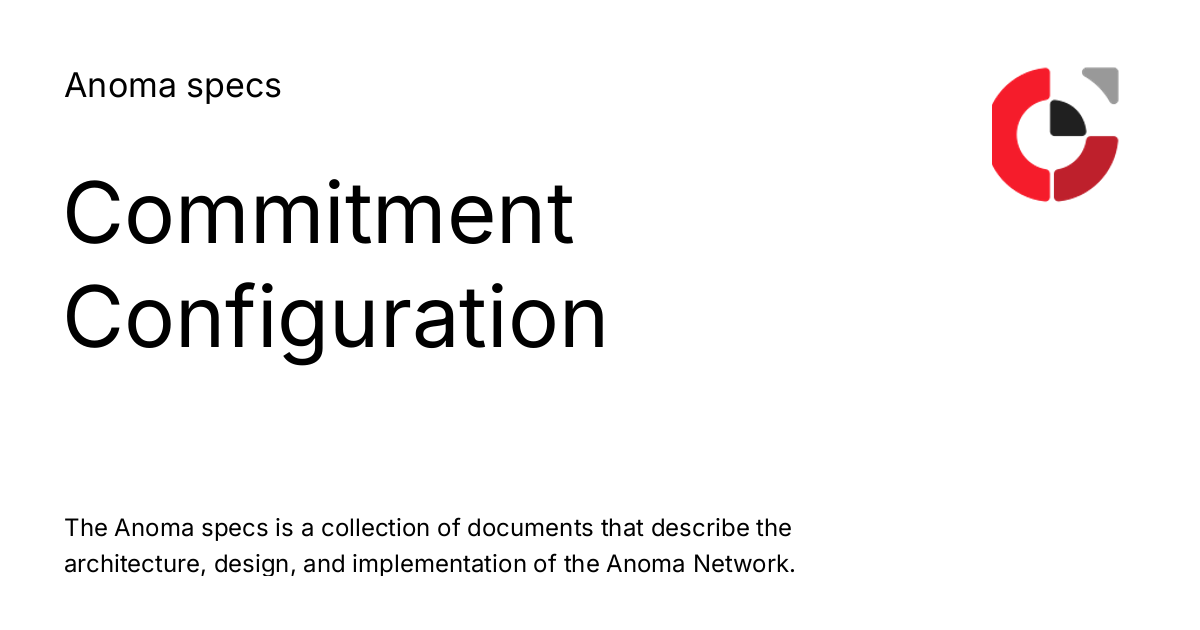 Anoma specs
Commitment
Configuration
The Anoma specs is a collection of documents that describe the
architecture, design, and implementation of the Anoma Network.